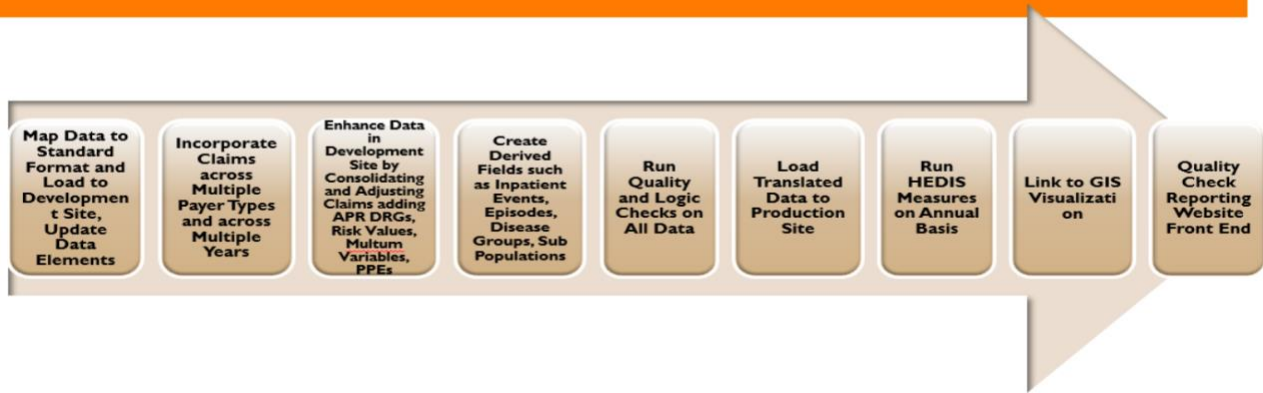 Map Data to
Standard
Format and
Load to
Developmen
t Site,
Update
Data
Elements
Incorporate
Claims
across
Multiple
Payer Types
and across
Multiple
Years
Enhance Data
in
Development
Site by
Consolidating
and Adjusting
Claims adding
APR DRGs,
Risk Values,
Multum
Variables,
PPEs
Create
Derived
Fields such
as Inpatient
Events,
Episodes,
Disease
Groups, Sub
Populations
Run
Quality
and Logic
Checks on
All Data
Load
Translated
Data to
Production
Site
Run
HEDIS
Measures
on Annual
Basis
Link to GIS
Visualizati
on
Quality
Check
Reporting
Website
Front End